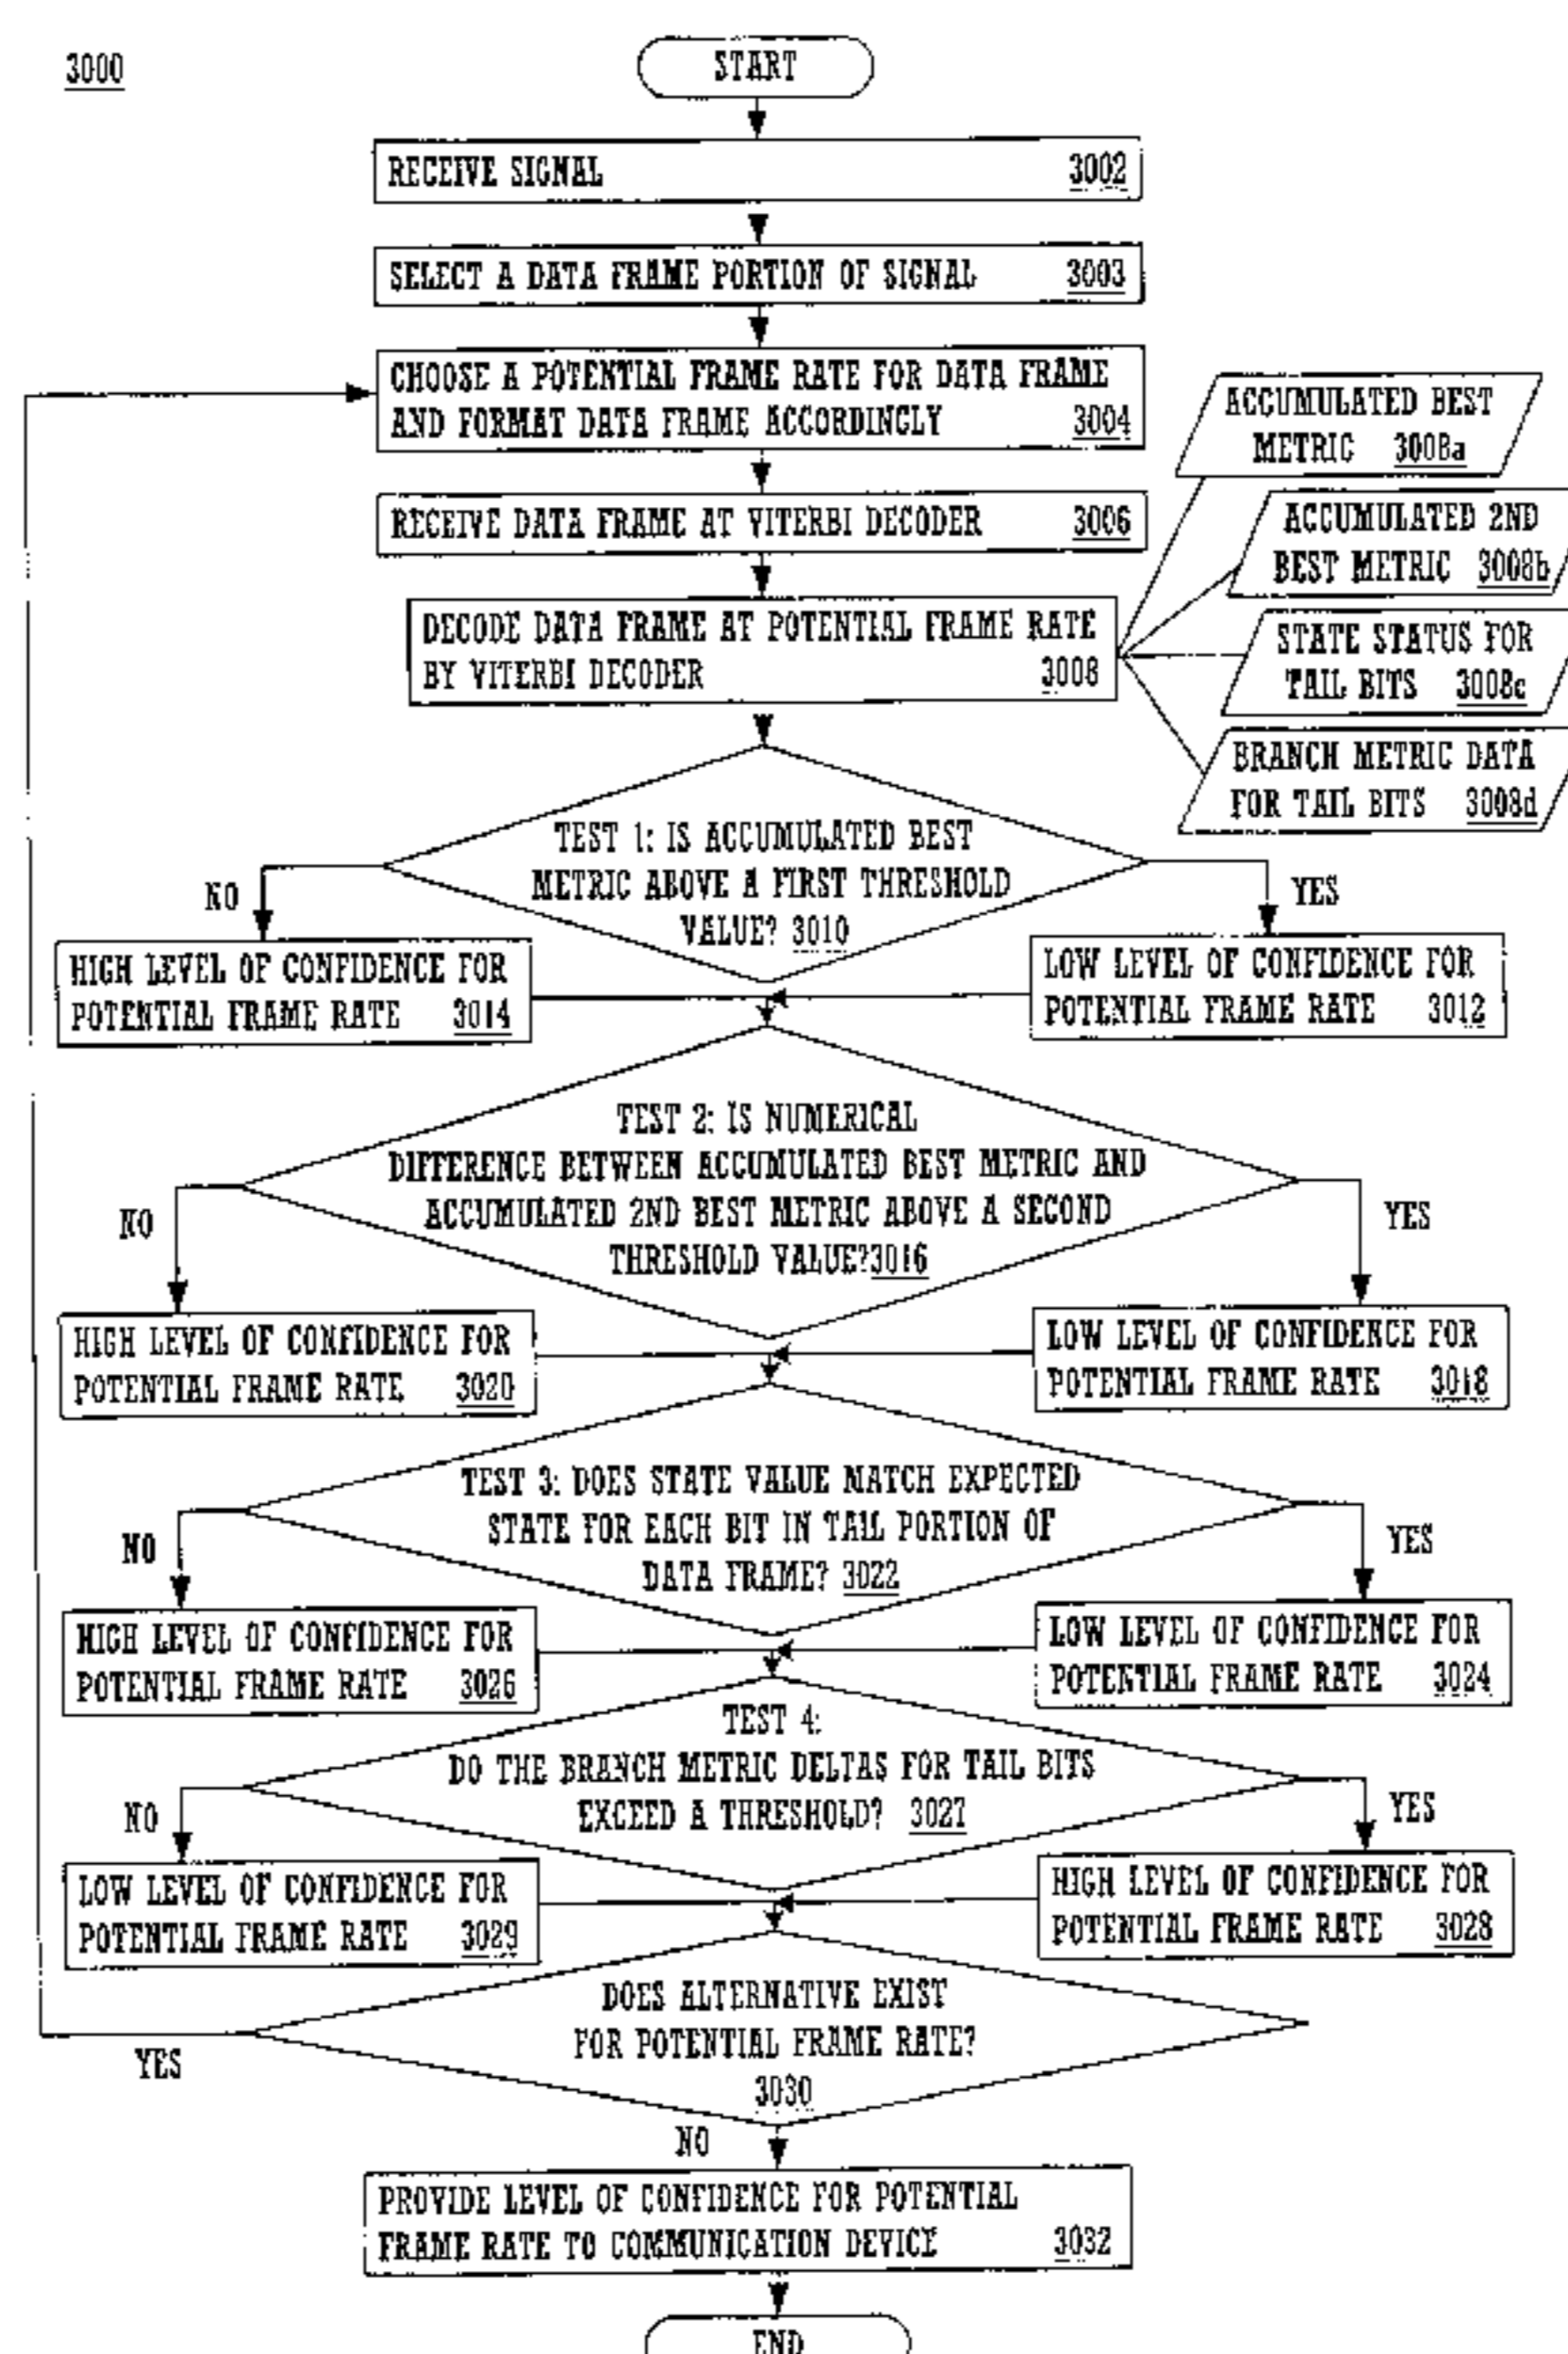 3000
START
RECEIVE SIGNAL 3002
SELECT A DATA FRAME PORTION OF SIGNAL 3003
CHOOSE A POTENTIAL FRAME RATE FOR DATA FRAME
AND FORMAT DATA FRAME ACCORDINGLY 3004
RECEIVE DATA FRAME AT VITERBI DECODER 3006
DECODE DATA FRAME AT POTENTIAL FRAME RATE
BY VITERBI DECODER 3008
ACCUMULATED BEST
METRIC 3008a
ACCUMULATED 2ND
BEST METRIC 3008b
STATE STATUS FOR
TAIL BITS 3008c
BRANCH METRIC DATA
FOR TAIL BITS 3008d
TEST 1: IS ACCUMULATED BEST
METRIC ABOVE A FIRST THRESHOLD
VALUE? 3010
NO
YES
HIGH LEVEL OF CONFIDENCE FOR
POTENTIAL FRAME RATE 3014
LOW LEVEL OF CONFIDENCE FOR
POTENTIAL FRAME RATE 3012
TEST 2: IS NUMERICAL
DIFFERENCE BETWEEN ACCUMULATED BEST METRIC AND
ACCUMULATED 2ND BEST METRIC ABOVE A SECOND
THRESHOLD VALUE?3016
NO
YES
HIGH LEVEL OF CONFIDENCE FOR
POTENTIAL FRAME RATE 3020
LOW LEVEL OF CONFIDENCE FOR
POTENTIAL FRAME RATE 3018
TEST 3: DOES STATE VALUE MATCH EXPECTED
STATE FOR EACH BIT IN TAIL PORTION OF
DATA FRAME? 3022
NO
YES
HIGH LEVEL OF CONFIDENCE FOR
POTENTIAL FRAME RATE 3026
LOW LEVEL OF CONFIDENCE FOR
POTENTIAL FRAME RATE 3024
TEST 4:
DO THE BRANCH METRIC DELTAS FOR TAIL BITS
EXCEED A THRESHOLD? 3027
NO
YES
LOW LEVEL OF CONFIDENCE FOR
POTENTIAL FRAME RATE 3029
HIGH LEVEL OF CONFIDENCE FOR
POTENTIAL FRAME RATE 3028
DOES ALTERNATIVE EXIST
FOR POTENTIAL FRAME RATE?
3030
YES
NO
PROVIDE LEVEL OF CONFIDENCE FOR POTENTIAL
FRAME RATE TO COMMUNICATION DEVICE 3032
END